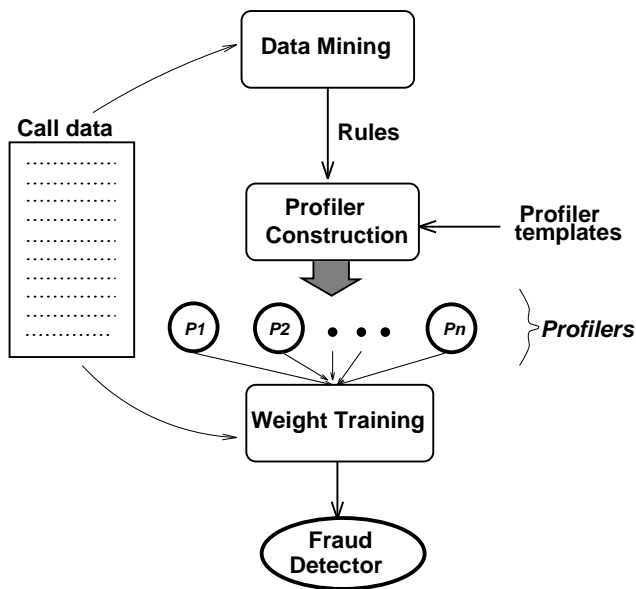 Data Mining
Call data
Rules
Profiler
Construction
Profiler
templates
P1
P2
Pn
Profilers
Weight Training
Fraud
Detector